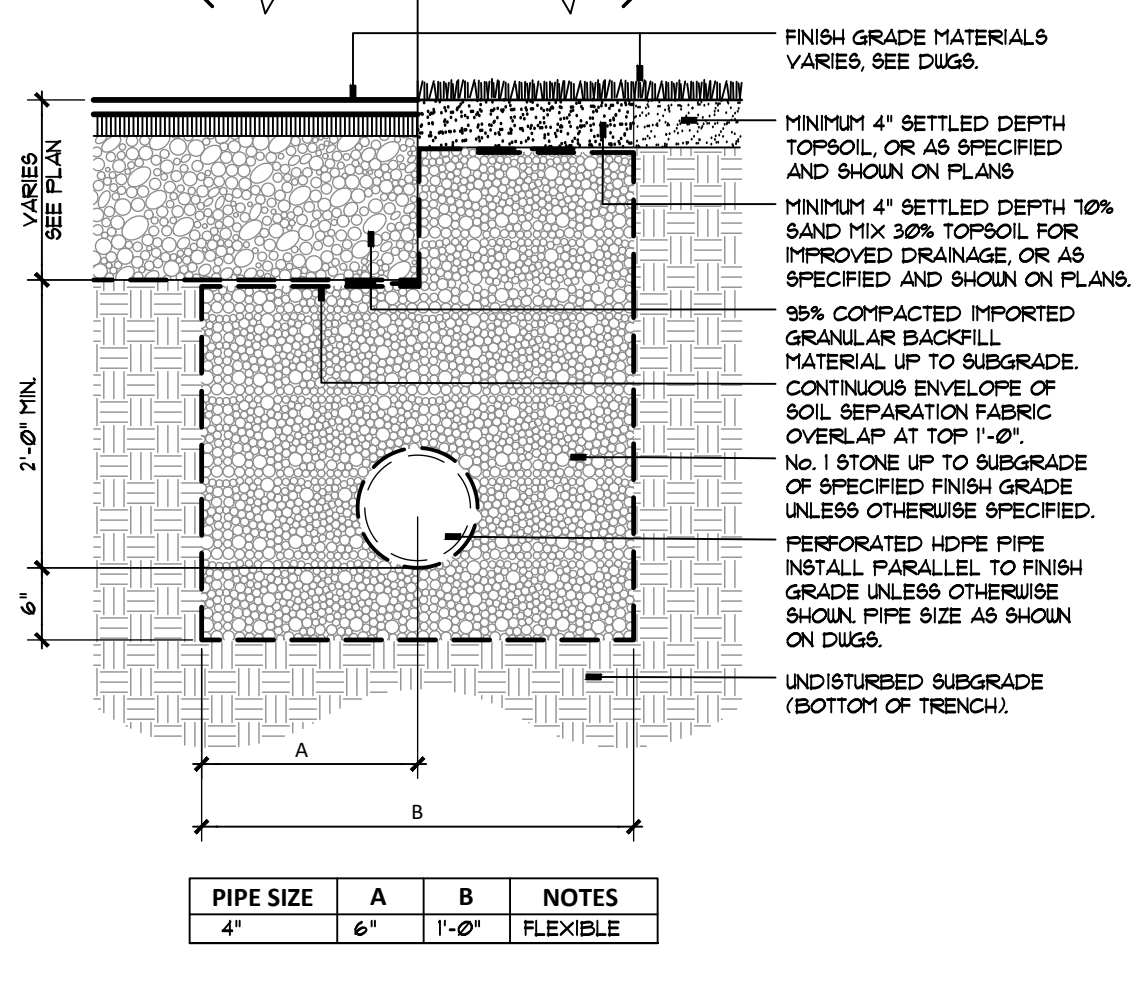 FINISH GRADE MATERIALS
VARIES, SEE DWGS.
MINIMUM 4" SETTLED DEPTH
TOPSOIL, OR AS SPECIFIED
AND SHOWN ON PLANS
MINIMUM 4" SETTLED DEPTH 70%
SAND MIX 30% TOPSOIL FOR
IMPROVED DRAINAGE, OR AS
SPECIFIED AND SHOWN ON PLANS.
95% COMPACTED IMPORTED
GRANULAR BACKFILL
MATERIAL UP TO SUBGRADE.
CONTINUOUS ENVELOPE OF
SOIL SEPARATION FABRIC
OVERLAP AT TOP 1'-0".
No. 1 STONE UP TO SUBGRADE
OF SPECIFIED FINISH GRADE
UNLESS OTHERWISE SPECIFIED.
PERFORATED HDPE PIPE
INSTALL PARALLEL TO FINISH
GRADE UNLESS OTHERWISE
SHOWN. PIPE SIZE AS SHOWN
ON DWGS.
UNDISTURBED SUBGRADE
(BOTTOM OF TRENCH).
VARIES
SEE PLAN
2'-0" MIN.
6"
A
B
PIPE SIZE A B NOTES
4" 6" 1'-0" FLEXIBLE